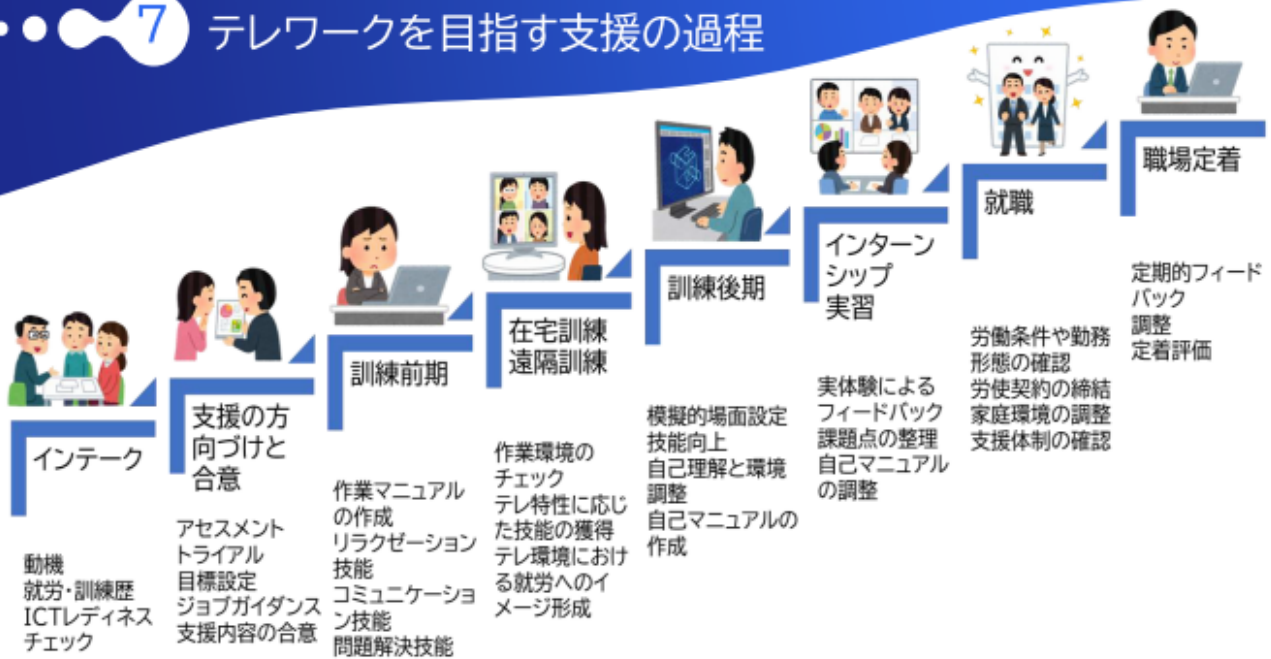 7
テレワークを目指す支援の過程
インテーク
動機
就労・訓練歴
ICTレディネス
チェック
支援の方
向づけと
合意
アセスメント
トライアル
目標設定
ジョブガイダンス
支援内容の合意
訓練前期
作業マニュアル
の作成
リラクゼーション
技能
コミュニケーショ
ン技能
問題解決技能
在宅訓練
遠隔訓練
作業環境の
チェック
テレ特性に応じ
た技能の獲得
テレ環境におけ
る就労へのイ
メージ形成
訓練後期
模擬的場面設定
技能向上
自己理解と環境
調整
自己マニュアルの
作成
インターン
シップ
実習
実体験による
フィードバック
課題点の整理
自己マニュアル
の調整
就職
労働条件や勤務
形態の確認
労使契約の締結
家庭環境の調整
支援体制の確認
職場定着
定期的フィード
バック
調整
定着評価